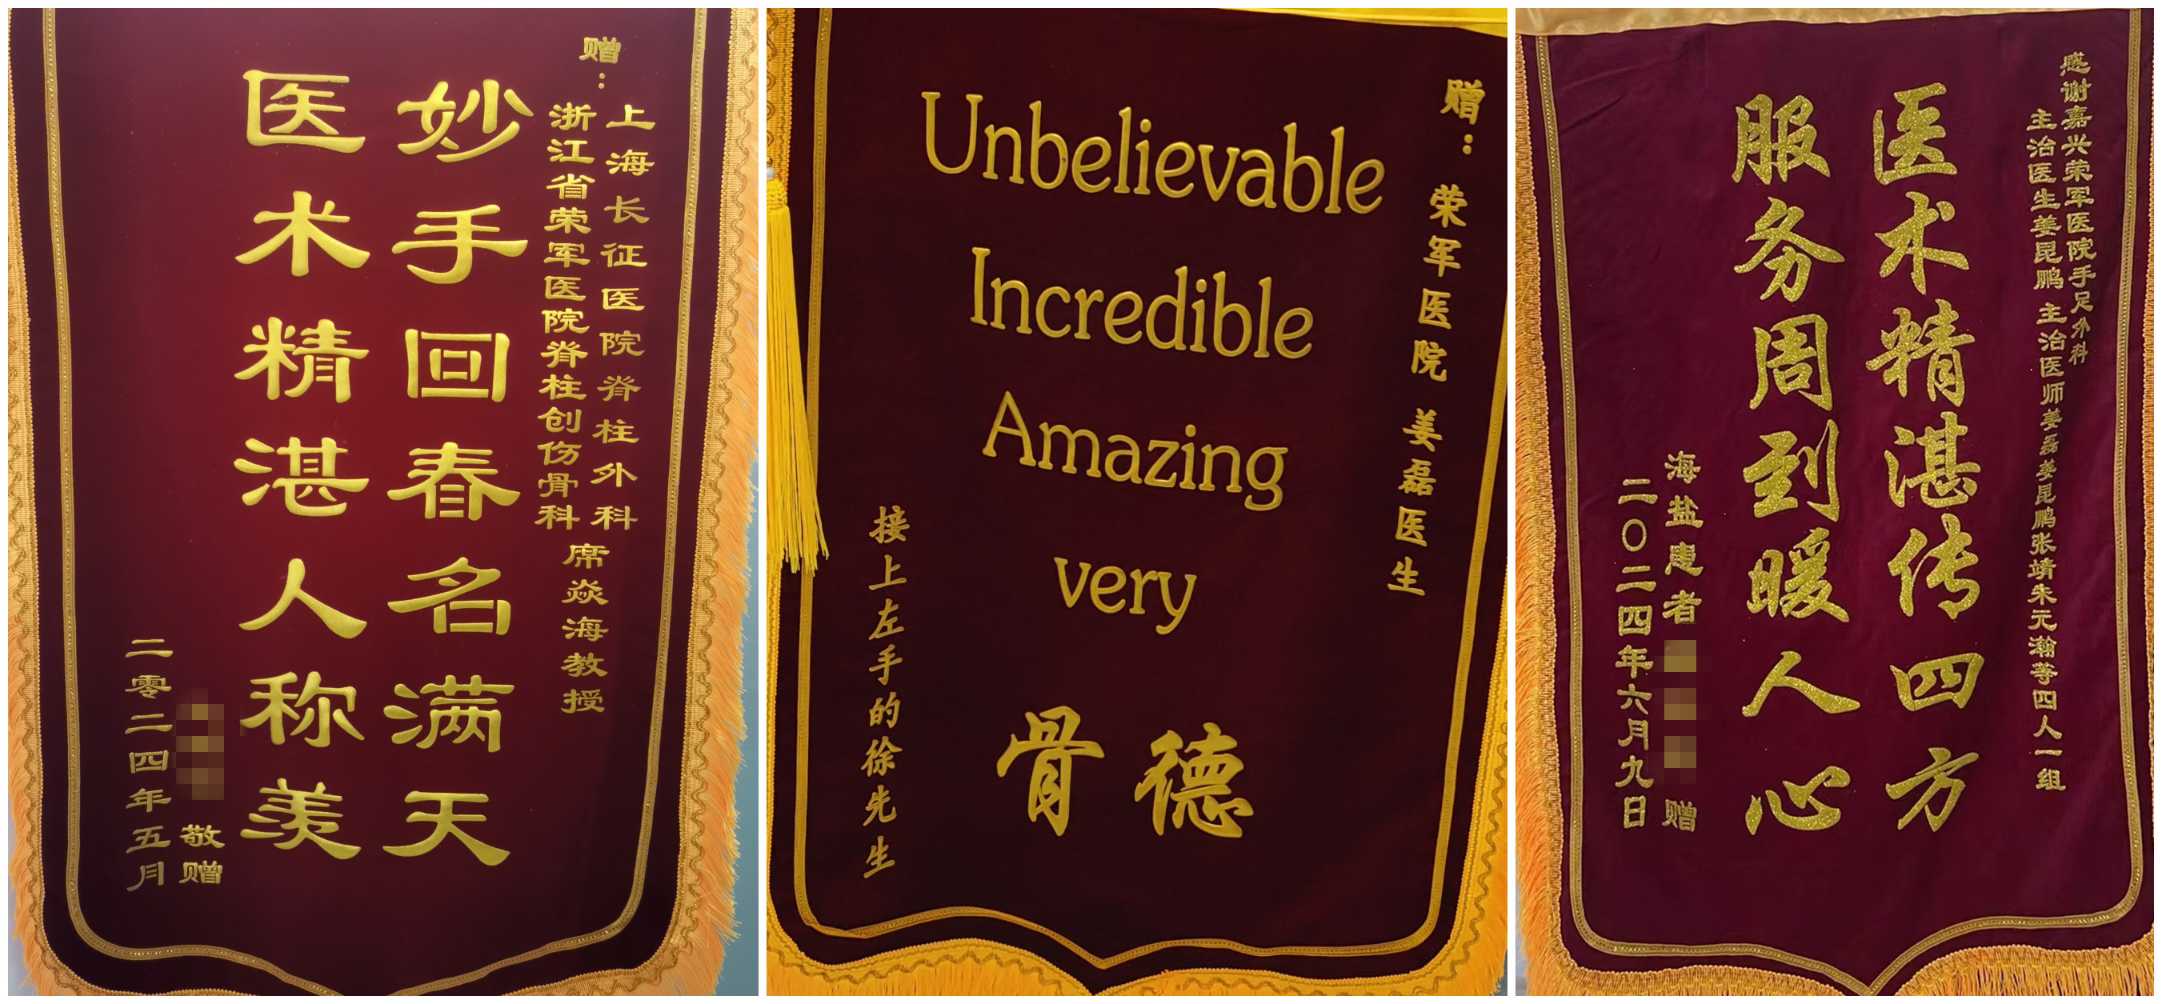 赠：
上海长征医院脊柱外科
浙江省荣军医院脊柱创伤骨科
席焱海教授
妙手回春名满天
医术精湛人称羡
敬赠
二零二四年五月
赠：荣军医院 姜磊医生
Unbelievable
Incredible
Amazing
very
骨德
接上左手的徐先生
感谢嘉兴荣军医院手足外科
主治医生姜昆鹏 主治医师姜磊姜昆鹏张靖朱元瀚等四人一组
医术精湛传四方
服务周到暖人心
海盐患者 赠
二〇二四年六月九日